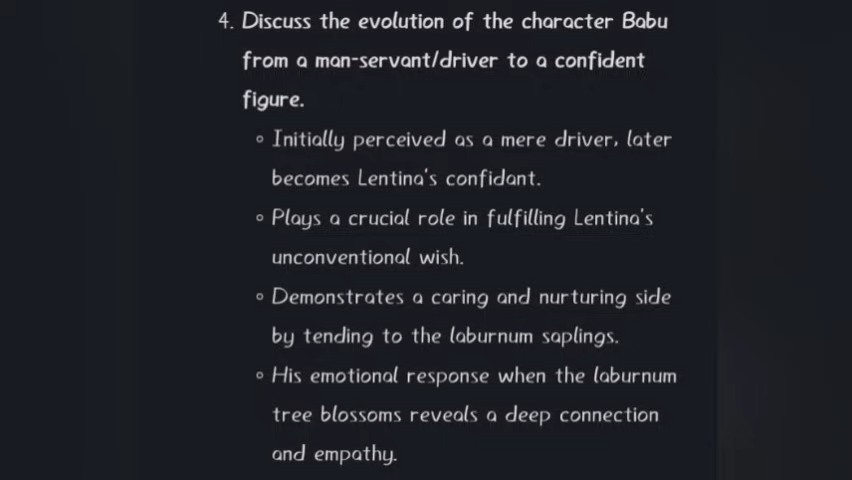 4. Discuss the evolution of the character Babu
from a man-servant/driver to a confident
figure.
◦ Initially perceived as a mere driver, later
becomes Lentina's confidant.
◦ Plays a crucial role in fulfilling Lentina's
unconventional wish.
◦ Demonstrates a caring and nurturing side
by tending to the laburnum saplings.
◦ His emotional response when the laburnum
tree blossoms reveals a deep connection
and empathy.